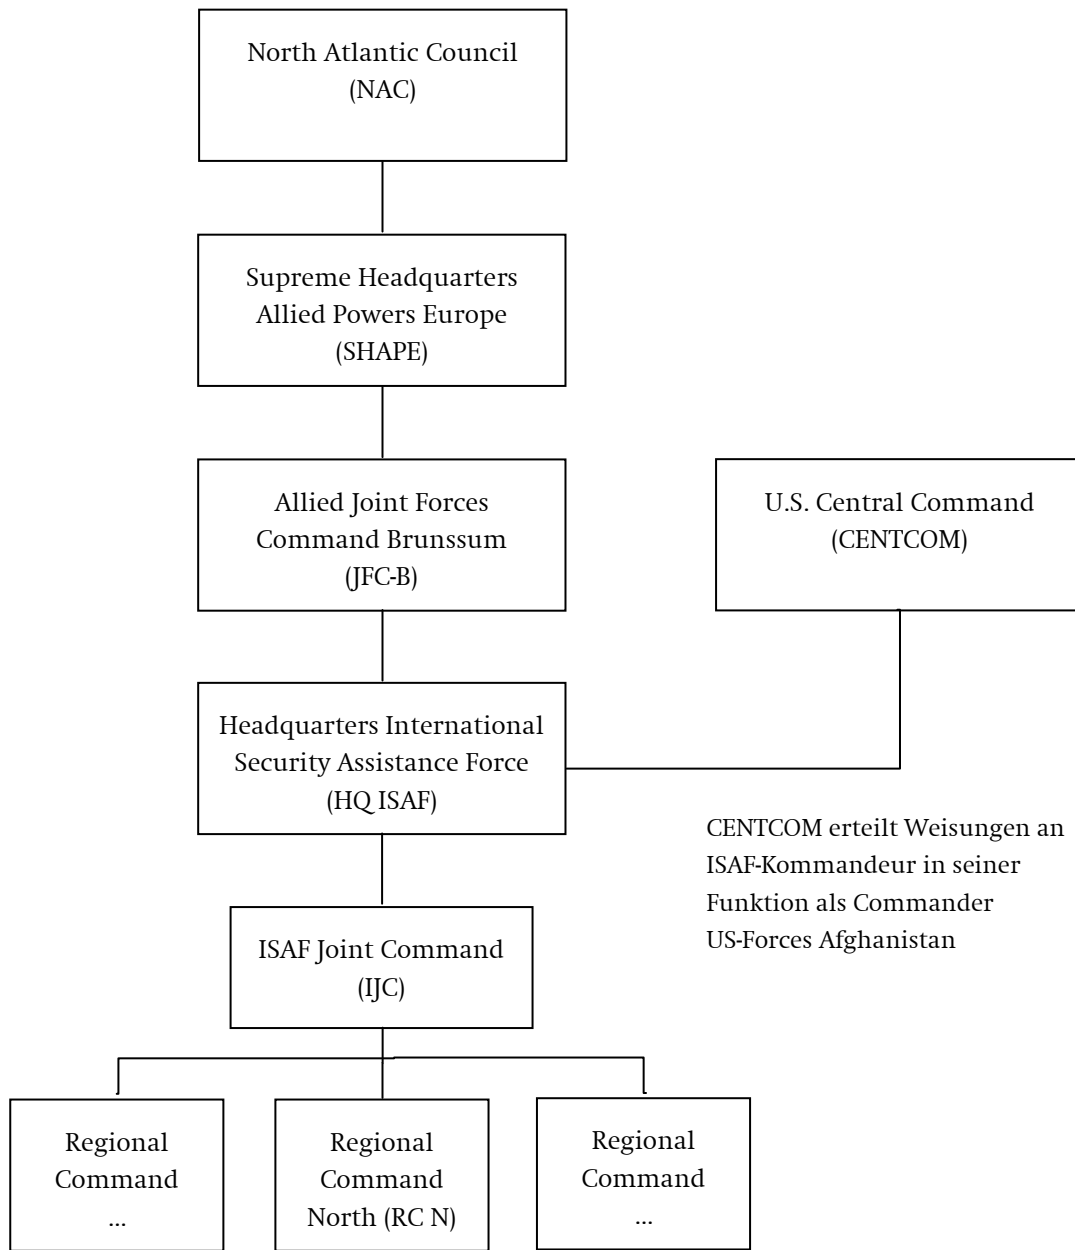 North Atlantic Council
(NAC)
Supreme Headquarters
Allied Powers Europe
(SHAPE)
Allied Joint Forces
Command Brunssum
(JFC-B)
U.S. Central Command
(CENTCOM)
Headquarters International
Security Assistance Force
(HQ ISAF)
CENTCOM erteilt Weisungen an
ISAF-Kommandeur in seiner
Funktion als Commander
US-Forces Afghanistan
ISAF Joint Command
(IJC)
Regional
Command
...
Regional
Command
North (RC N)
Regional
Command
...